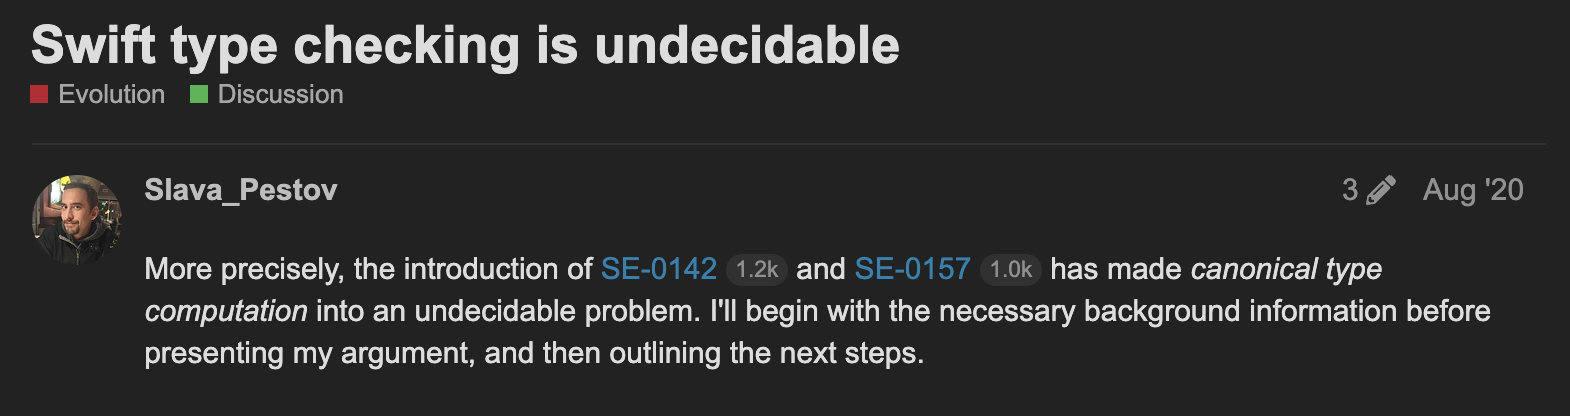 Swift type checking is undecidable
Evolution Discussion
Slava_Pestov 3 Aug '20
More precisely, the introduction of SE-0142 1.2k and SE-0157 1.0k has made canonical type
computation into an undecidable problem. I'll begin with the necessary background information before
presenting my argument, and then outlining the next steps.